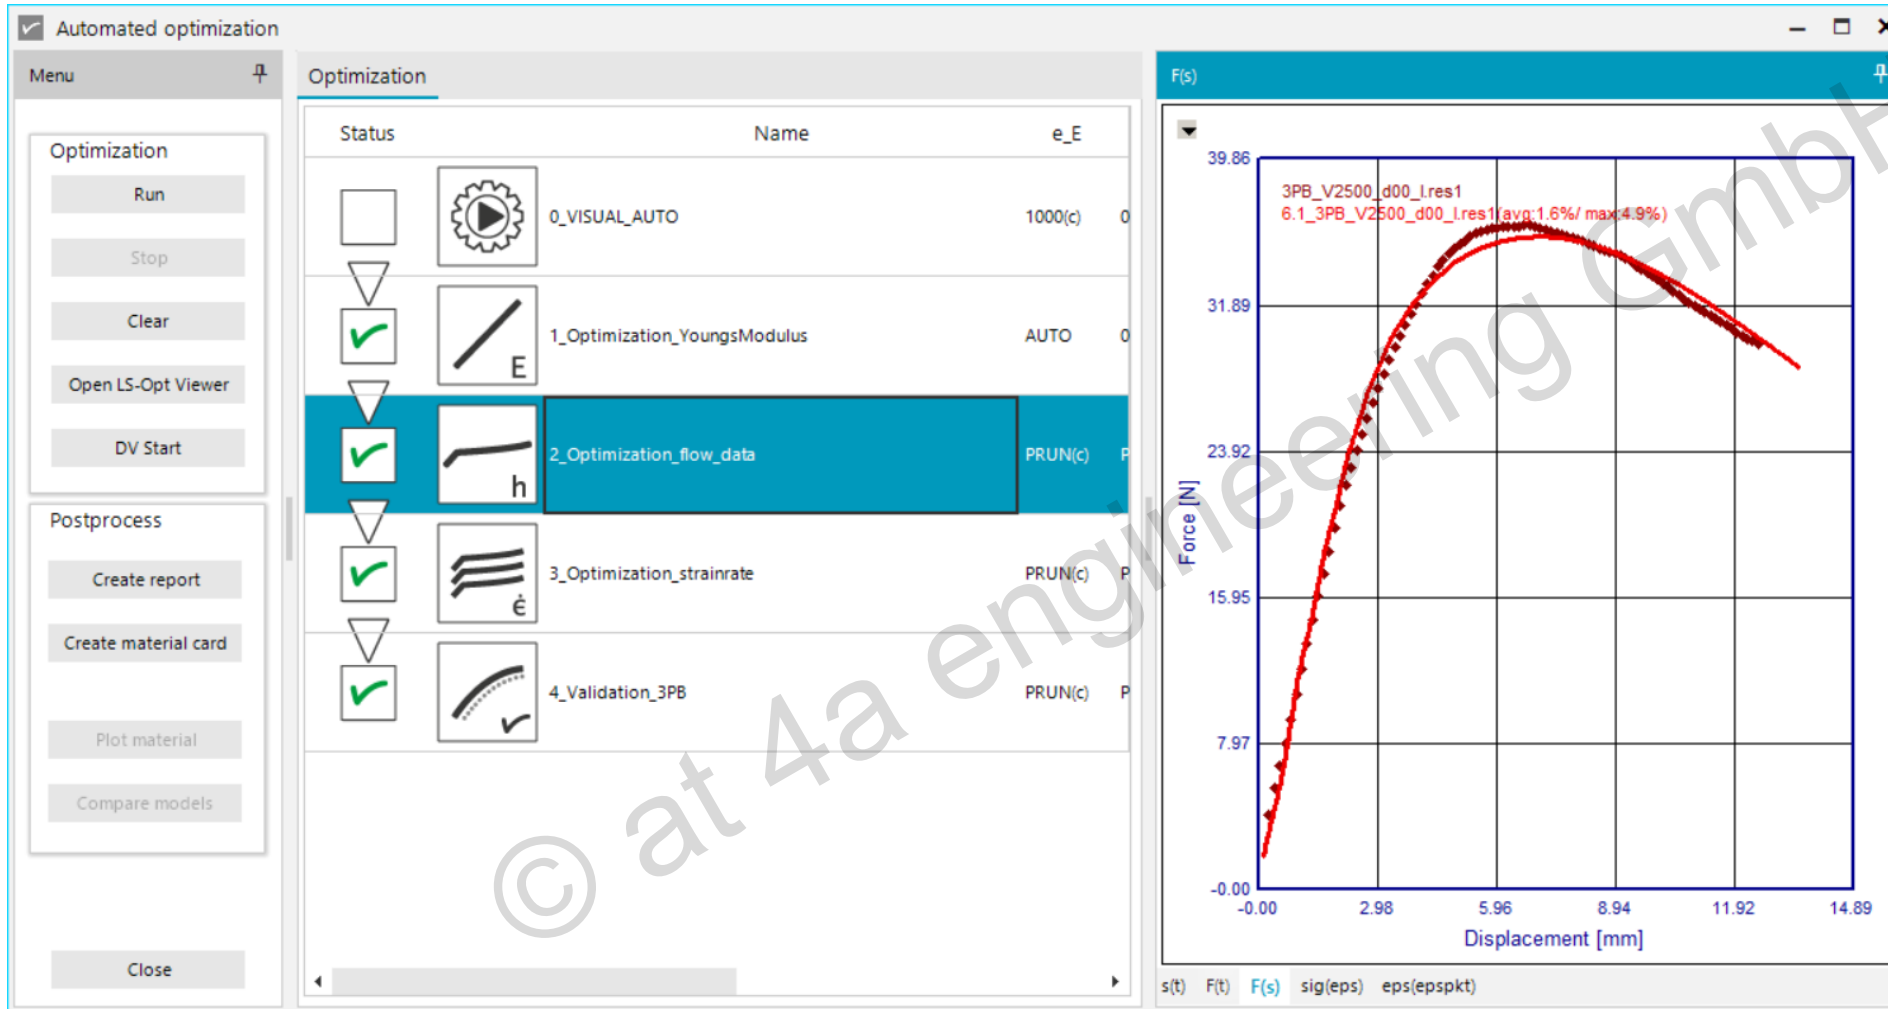 Automated optimization
Menu
Optimization
Run
Stop
Clear
Open LS-Opt Viewer
DV Start
Postprocess
Create report
Create material card
Plot material
Compare models
Close
Optimization
Status Name e_E
0_VISUAL_AUTO 1000(c) 0
E
1_Optimization_YoungsModulus AUTO 0
h
2_Optimization_flow_data PRUN(c) P
ε̇
3_Optimization_strainrate PRUN(c) P
4_Validation_3PB PRUN(c) P
F(s)
39.86
3PB_V2500_d00_l.res1
6.1_3PB_V2500_d00_l.res1(avg:1.6%/ max:4.9%)
31.89
23.92
Force [N]
15.95
7.97
-0.00
-0.00 2.98 5.96 8.94 11.92 14.89
Displacement [mm]
s(t) F(t) F(s) sig(eps) eps(epspkt)
© at 4a engineering GmbH